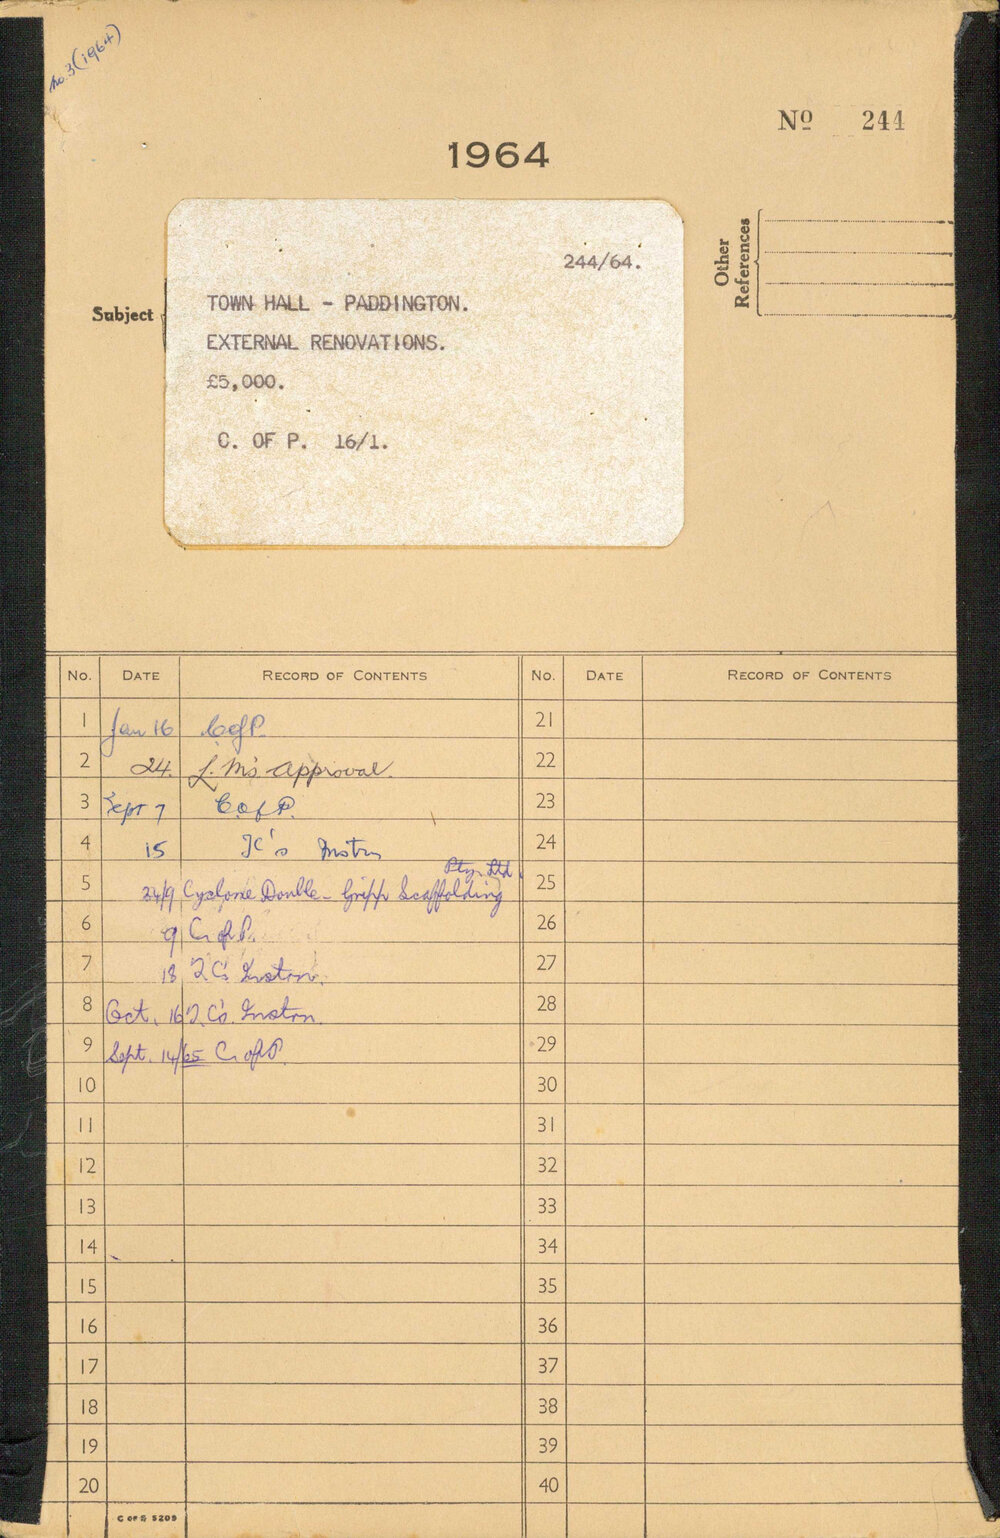 no. 3 (1964)
Nº 244
1964
Other References
Subject
244/64.
TOWN HALL - PADDINGTON.
EXTERNAL RENOVATIONS.
£5,000.
C. OF P. 16/1.
No. DATE RECORD OF CONTENTS No. DATE RECORD OF CONTENTS
1 Jan 16 C of P. 21
2 24. L. M's approval. 22
3 Sept 7 C. of P. 23
4 15 T.C's Instrn 24
Pty. Ltd.
5 24/9 Cyclone Double-Gripp Scaffolding 25
6 9 C. of P. 26
7 18 T.C's. Instrn. 27
8 Oct. 16 T.C's. Instrn. 28
9 Sept. 14/65 C. of P. 29
10 30
11 31
12 32
13 33
14 34
15 35
16 36
17 37
18 38
19 39
20 40
C OF S 5209